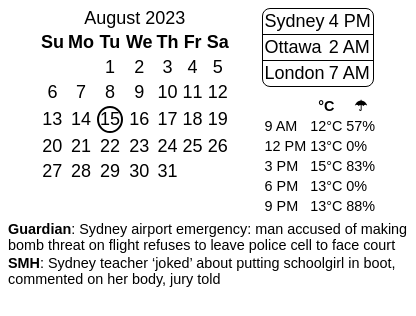 August 2023
Su Mo Tu We Th Fr Sa
1 2 3 4 5
6 7 8 9 10 11 12
13 14 15 16 17 18 19
20 21 22 23 24 25 26
27 28 29 30 31
Sydney 4 PM
Ottawa 2 AM
London 7 AM
°C ☂
9 AM 12°C 57%
12 PM 13°C 0%
3 PM 15°C 83%
6 PM 13°C 0%
9 PM 13°C 88%
Guardian: Sydney airport emergency: man accused of making
bomb threat on flight refuses to leave police cell to face court
SMH: Sydney teacher ‘joked’ about putting schoolgirl in boot,
commented on her body, jury told